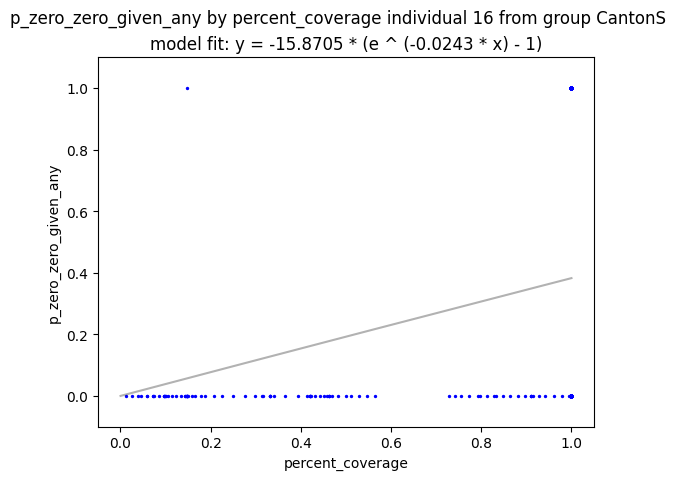 p_zero_zero_given_any by percent_coverage individual 16 from group CantonS
model fit: y = -15.8705 * (e ^ (-0.0243 * x) - 1)
1.0
0.8
0.6
0.4
0.2
0.0
p_zero_zero_given_any
0.0 0.2 0.4 0.6 0.8 1.0
percent_coverage